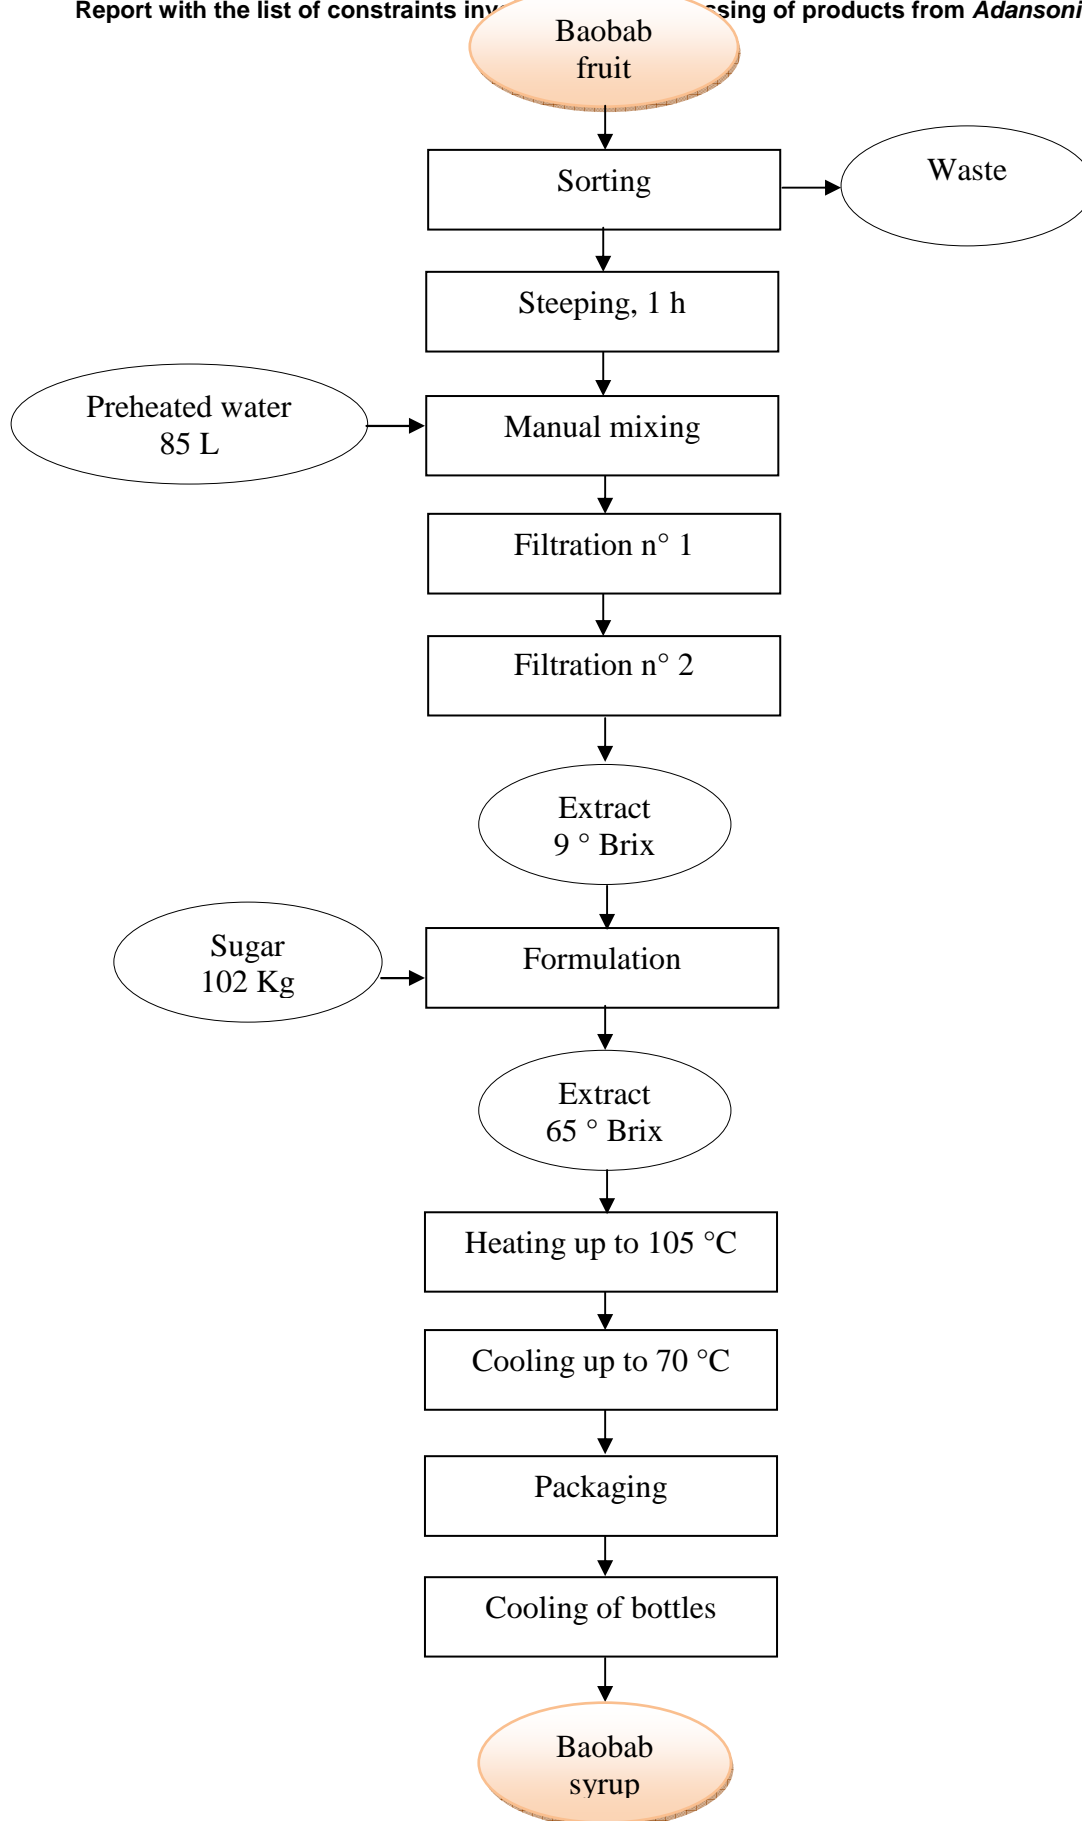 Report with the list of constraints inv ssing of products from Adansoni
Baobab
fruit
Sorting
Waste
Steeping, 1 h
Preheated water
85 L
Manual mixing
Filtration n° 1
Filtration n° 2
Extract
9 ° Brix
Sugar
102 Kg
Formulation
Extract
65 ° Brix
Heating up to 105 °C
Cooling up to 70 °C
Packaging
Cooling of bottles
Baobab
syrup